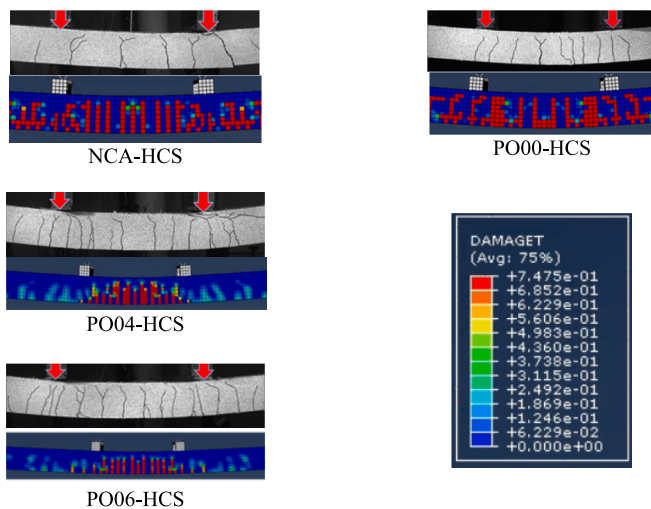 NCA-HCS
PO00-HCS
PO04-HCS
PO06-HCS
DAMAGET
(Avg: 75%)
+7.475e-01
+6.852e-01
+6.229e-01
+5.606e-01
+4.983e-01
+4.360e-01
+3.738e-01
+3.115e-01
+2.492e-01
+1.869e-01
+1.246e-01
+6.229e-02
+0.000e+00